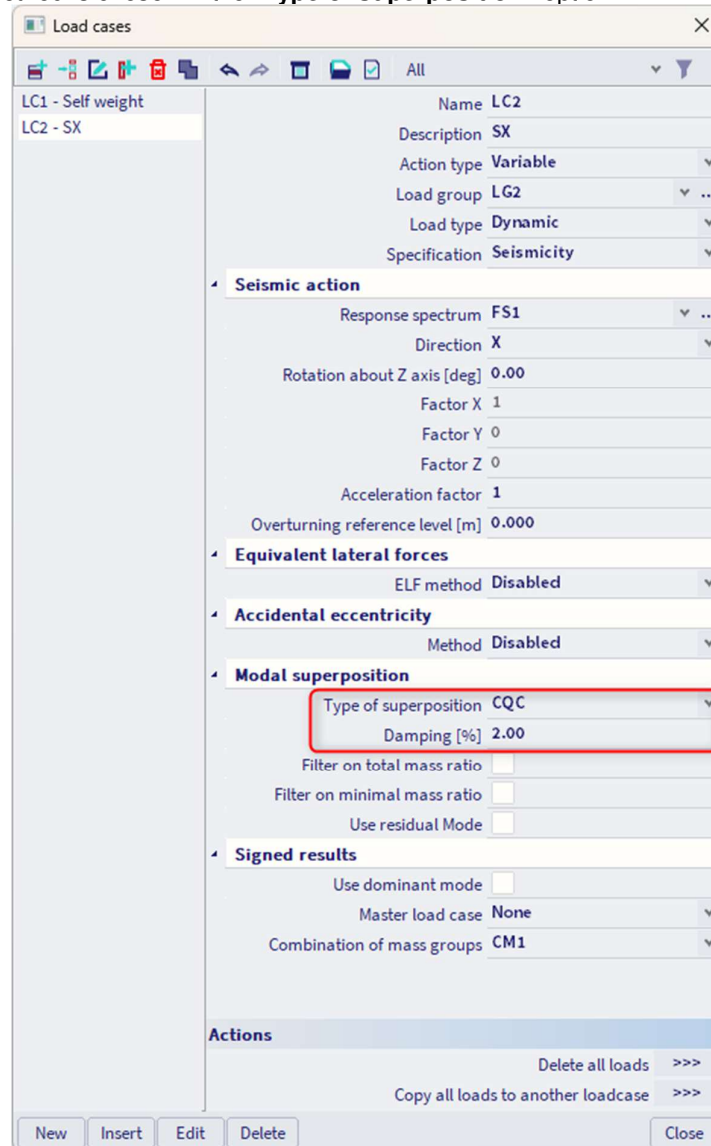 Load cases
All
LC1 - Self weight
LC2 - SX
Name LC2
Description SX
Action type Variable
Load group LG2
Load type Dynamic
Specification Seismicity
Seismic action
Response spectrum FS1
Direction X
Rotation about Z axis [deg] 0.00
Factor X 1
Factor Y 0
Factor Z 0
Acceleration factor 1
Overturning reference level [m] 0.000
Equivalent lateral forces
ELF method Disabled
Accidental eccentricity
Method Disabled
Modal superposition
Type of superposition CQC
Damping [%] 2.00
Filter on total mass ratio
Filter on minimal mass ratio
Use residual Mode
Signed results
Use dominant mode
Master load case None
Combination of mass groups CM1
Actions
Delete all loads >>>
Copy all loads to another loadcase >>>
New Insert Edit Delete Close